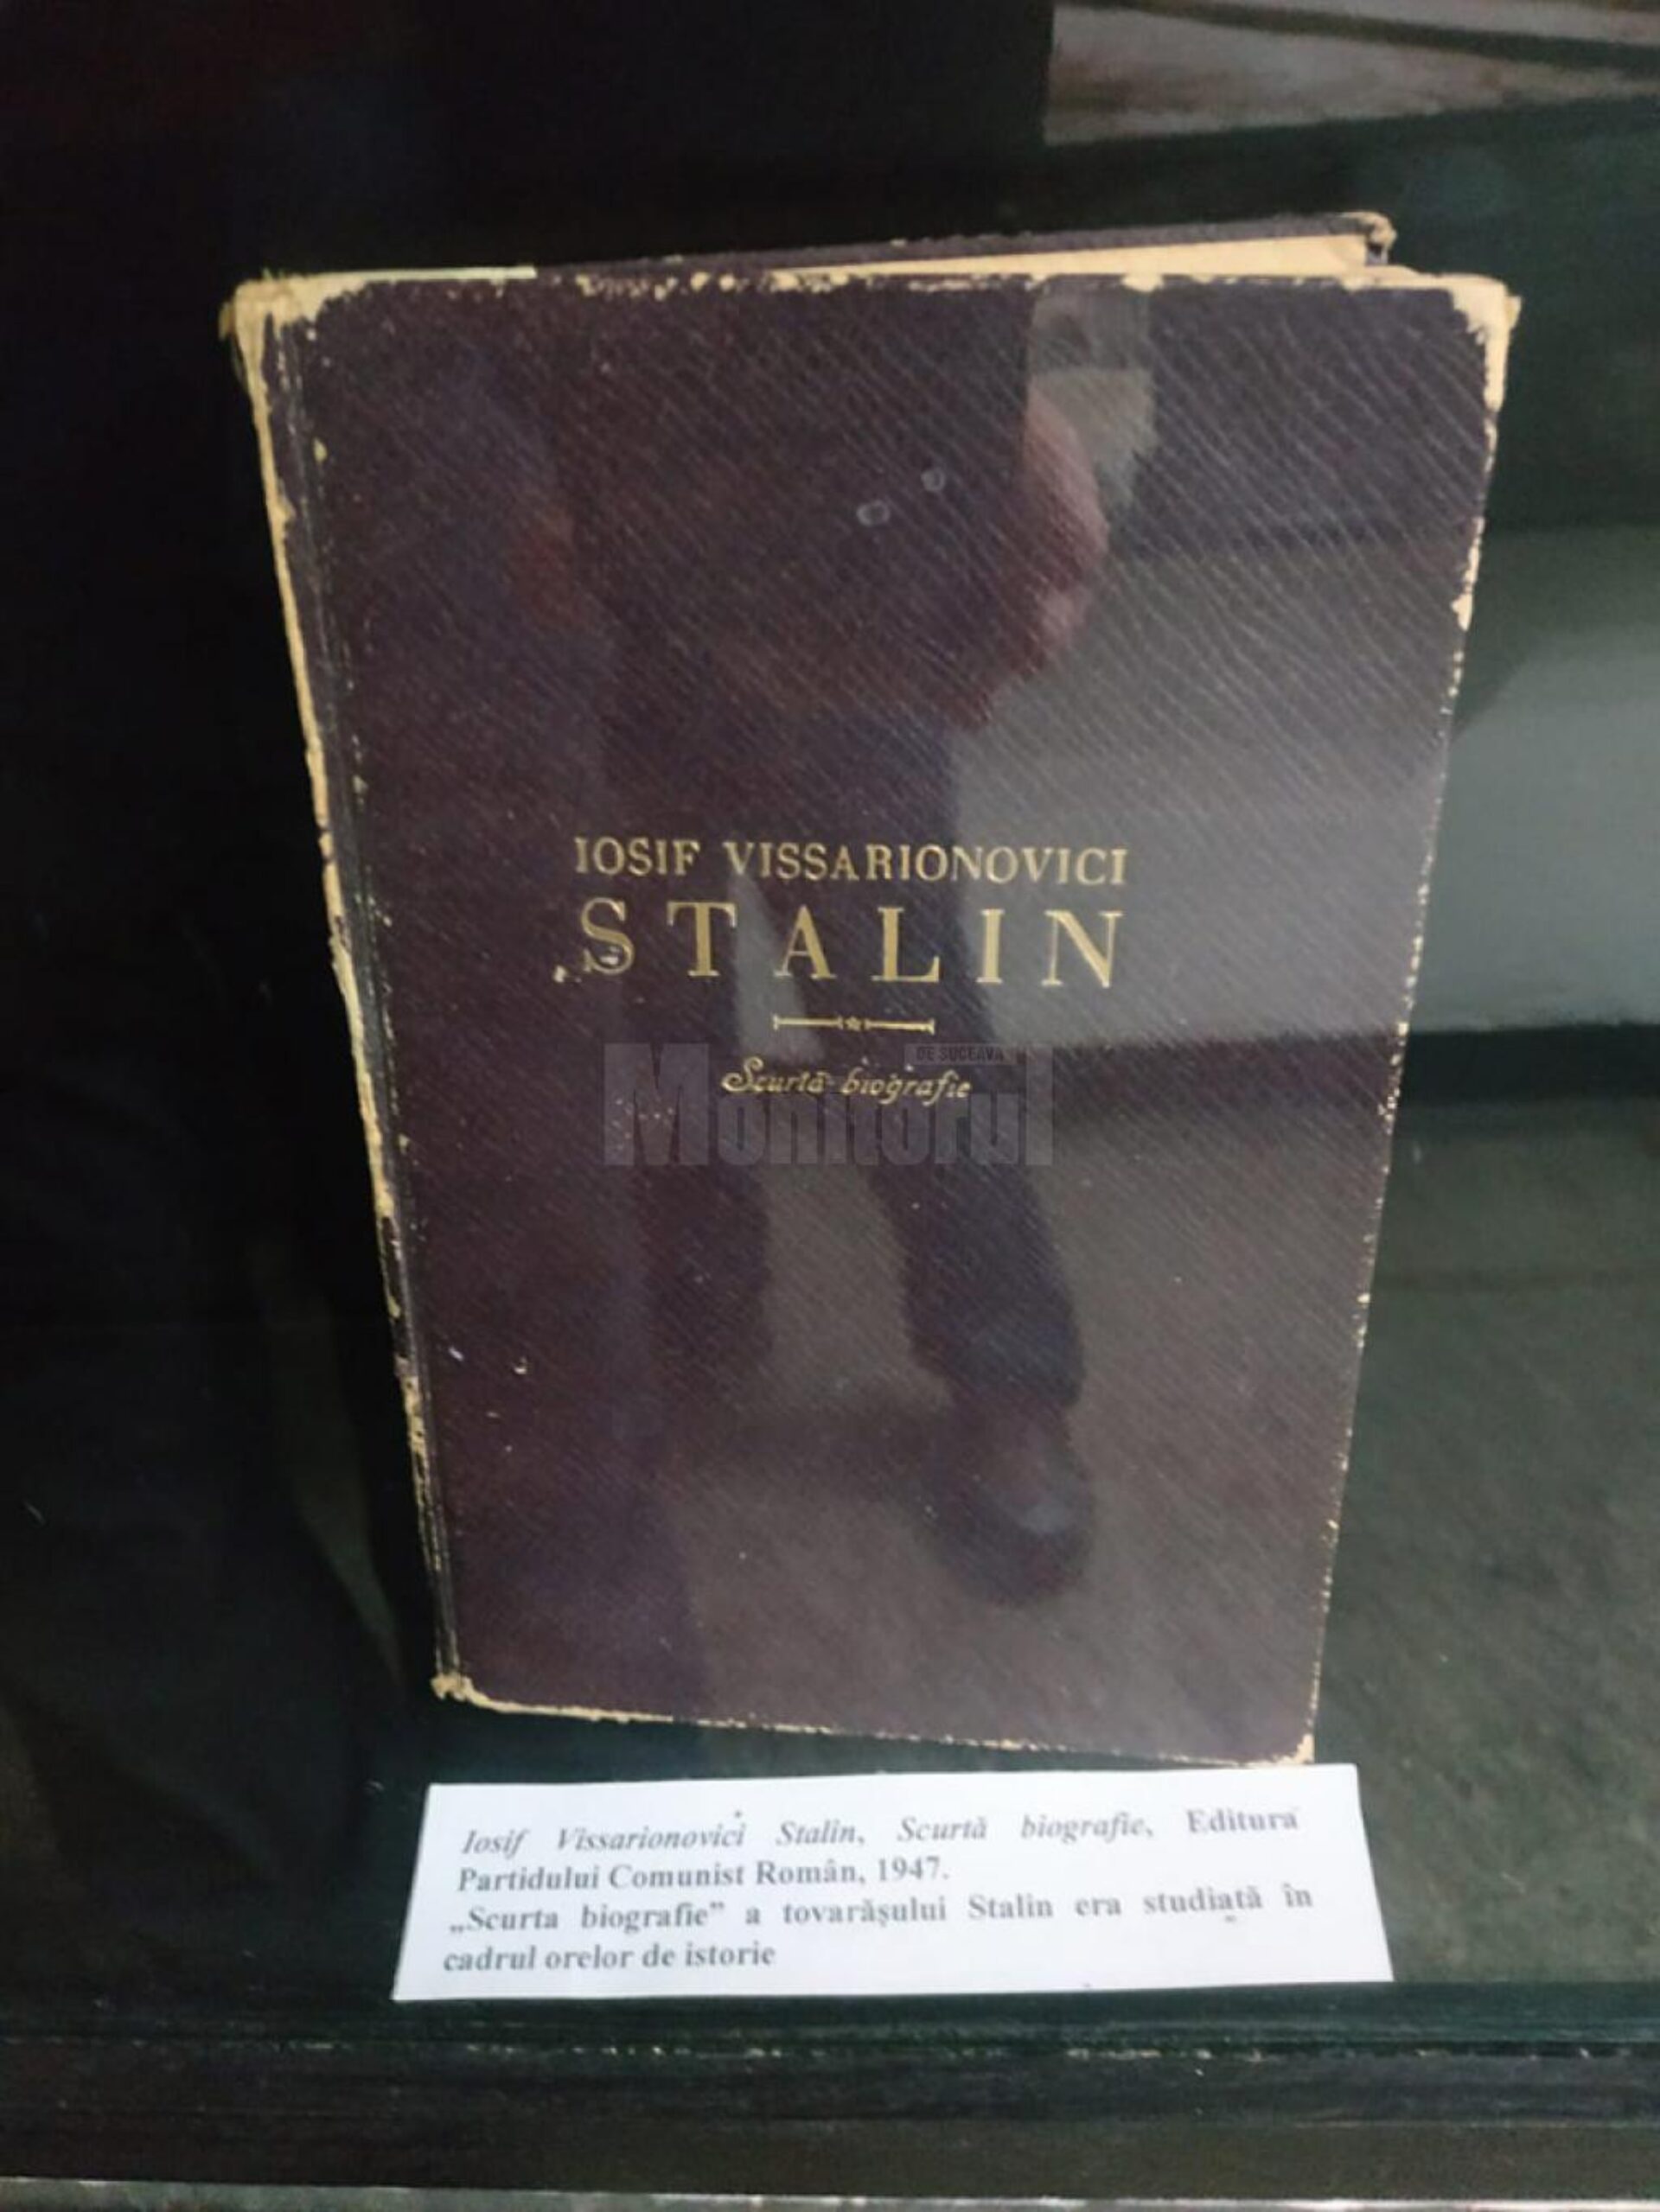 IOSIF VISSARIONOVICI
STALIN
Scurtă biografie
DE SUCEAVA
Monitorul
Iosif Vissarionovici Stalin, Scurtă biografie, Editura
Partidului Comunist Român, 1947.
„Scurta biografie” a tovarășului Stalin era studiată în
cadrul orelor de istorie